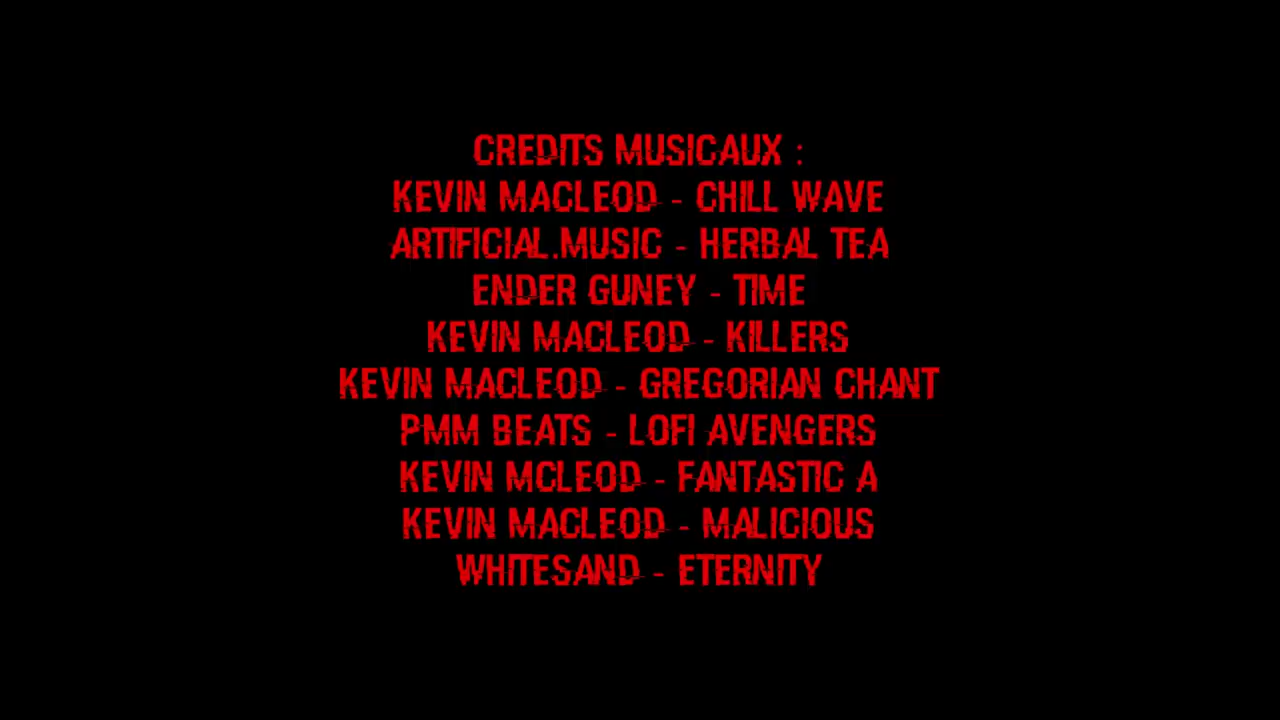 CREDITS MUSICAUX :
KEVIN MACLEOD - CHILL WAVE
ARTIFICIAL.MUSIC - HERBAL TEA
ENDER GUNEY - TIME
KEVIN MACLEOD - KILLERS
KEVIN MACLEOD - GREGORIAN CHANT
PMM BEATS - LOFI AVENGERS
KEVIN MCLEOD - FANTASTIC A
KEVIN MACLEOD - MALICIOUS
WHITESAND - ETERNITY